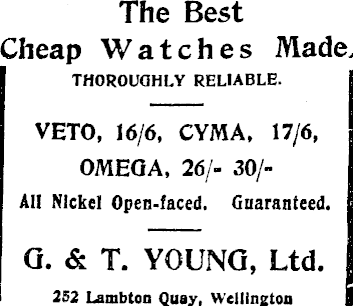 The Best
Cheap Watches Made.
THOROUGHLY RELIABLE.
VETO, 16/6, CYMA, 17/6,
OMEGA, 26/- 30/-
All Nickel Open-faced. Guaranteed.
G. & T. YOUNG, Ltd.
252 Lambton Quay, Wellington